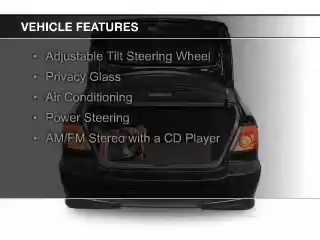 VEHICLE FEATURES
• Adjustable Tilt Steering Wheel
• Privacy Glass
• Air Conditioning
• Power Steering
• AM/FM Stereo with a CD Player